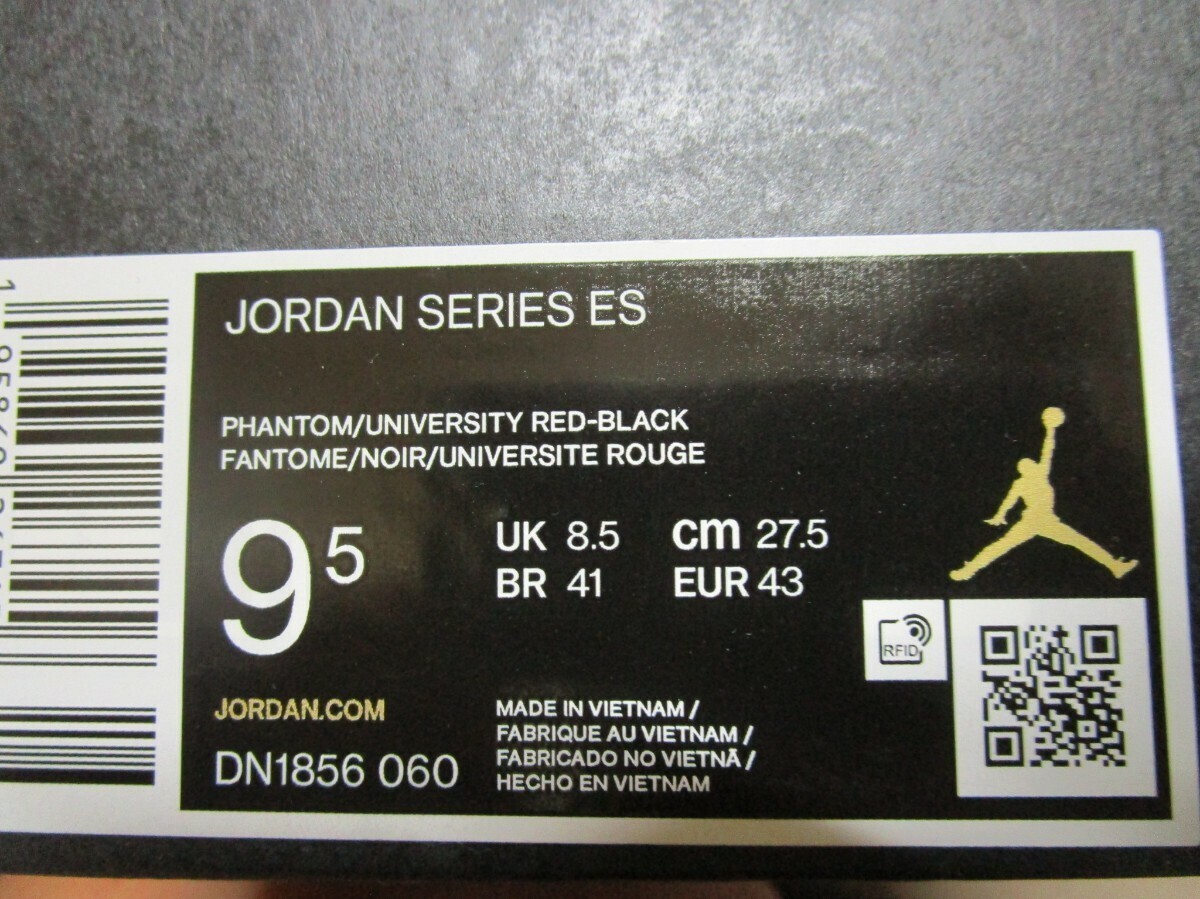 JORDAN SERIES ES
PHANTOM/UNIVERSITY RED-BLACK
FANTOME/NOIR/UNIVERSITE ROUGE
9 5
UK 8.5 cm 27.5
BR 41 EUR 43
RFID
JORDAN.COM
DN1856 060
MADE IN VIETNAM /
FABRIQUE AU VIETNAM /
FABRICADO NO VIETNÃ /
HECHO EN VIETNAM